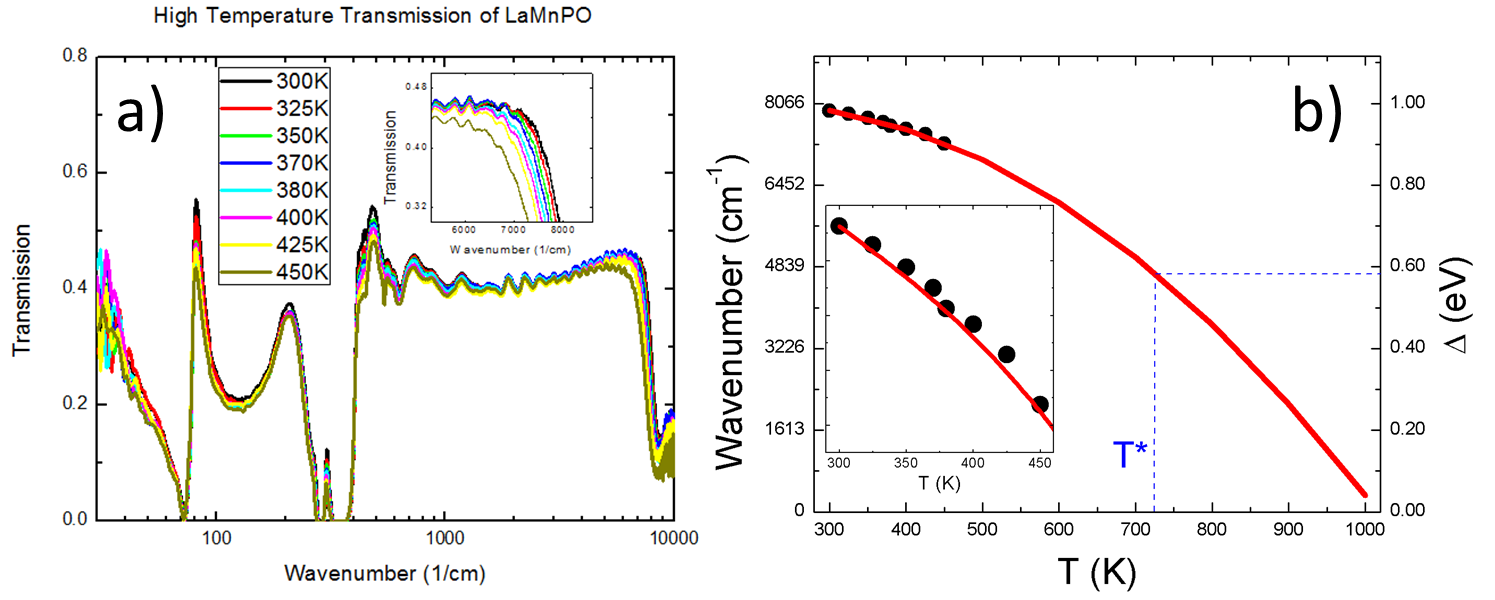 High Temperature Transmission of LaMnPO
a)
Transmission
0.8
0.6
0.4
0.2
0.0
100
1000
10000
Wavenumber (1/cm)
300K
325K
350K
370K
380K
400K
425K
450K
Transmission
0.48
0.40
0.32
6000
7000
8000
Wavenumber (1/cm)
b)
Wavenumber (cm-1)
8066
6452
4839
3226
1613
0
300
400
500
600
700
800
900
1000
T (K)
1.00
0.80
0.60
0.40
0.20
0.00
Δ (eV)
T*
300
350
400
450
T (K)